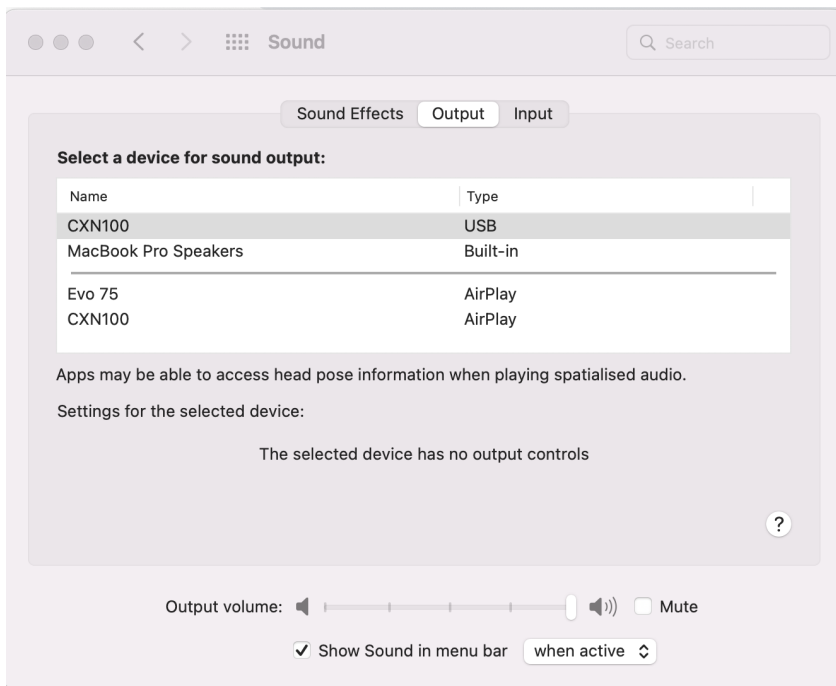 Sound
Search
Sound Effects Output Input
Select a device for sound output:
Name Type
CXN100 USB
MacBook Pro Speakers Built-in
Evo 75 AirPlay
CXN100 AirPlay
Apps may be able to access head pose information when playing spatialised audio.
Settings for the selected device:
The selected device has no output controls
?
Output volume: Mute
Show Sound in menu bar when active